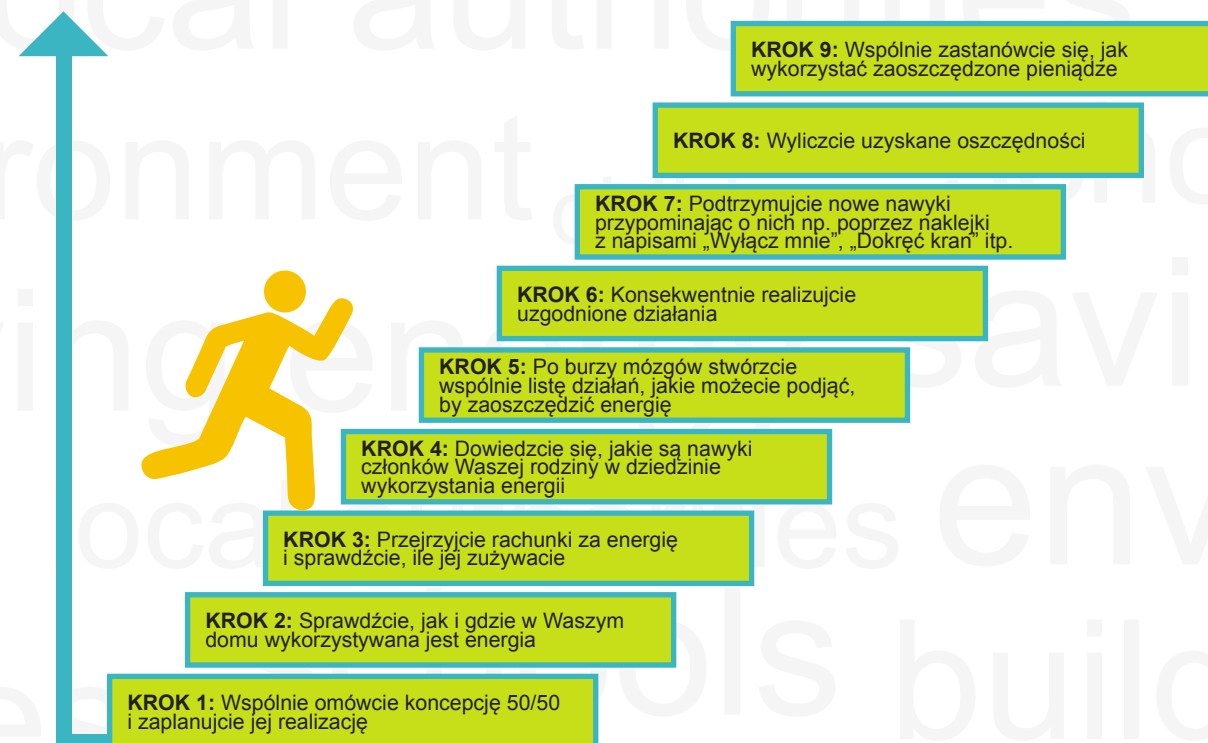 KROK 9: Wspólnie zastanówcie się, jak
wykorzystać zaoszczędzone pieniądze
KROK 8: Wyliczcie uzyskane oszczędności
KROK 7: Podtrzymujcie nowe nawyki
przypominając o nich np. poprzez naklejki
z napisami „Wyłącz mnie”, „Dokręć kran” itp.
KROK 6: Konsekwentnie realizujcie
uzgodnione działania
KROK 5: Po burzy mózgów stwórzcie
wspólnie listę działań, jakie możecie podjąć,
by zaoszczędzić energię
KROK 4: Dowiedzcie się, jakie są nawyki
członków Waszej rodziny w dziedzinie
wykorzystania energii
KROK 3: Przejrzyjcie rachunki za energię
i sprawdźcie, ile jej zużywacie
KROK 2: Sprawdźcie, jak i gdzie w Waszym
domu wykorzystywana jest energia
KROK 1: Wspólnie omówcie koncepcję 50/50
i zaplanujcie jej realizację